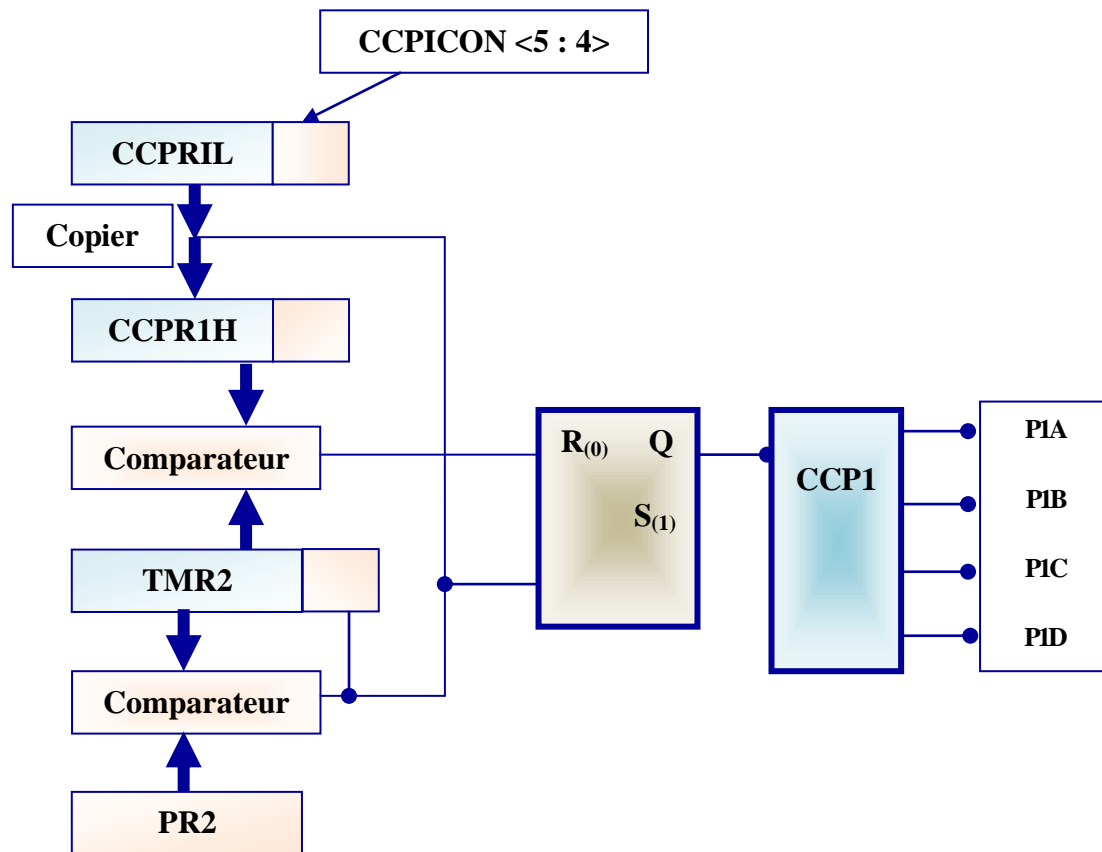 CCPICON <5 : 4>
CCPRIL
Copier
CCPR1H
Comparateur
R(0) Q
S(1)
CCP1
P1A
P1B
P1C
P1D
TMR2
Comparateur
PR2